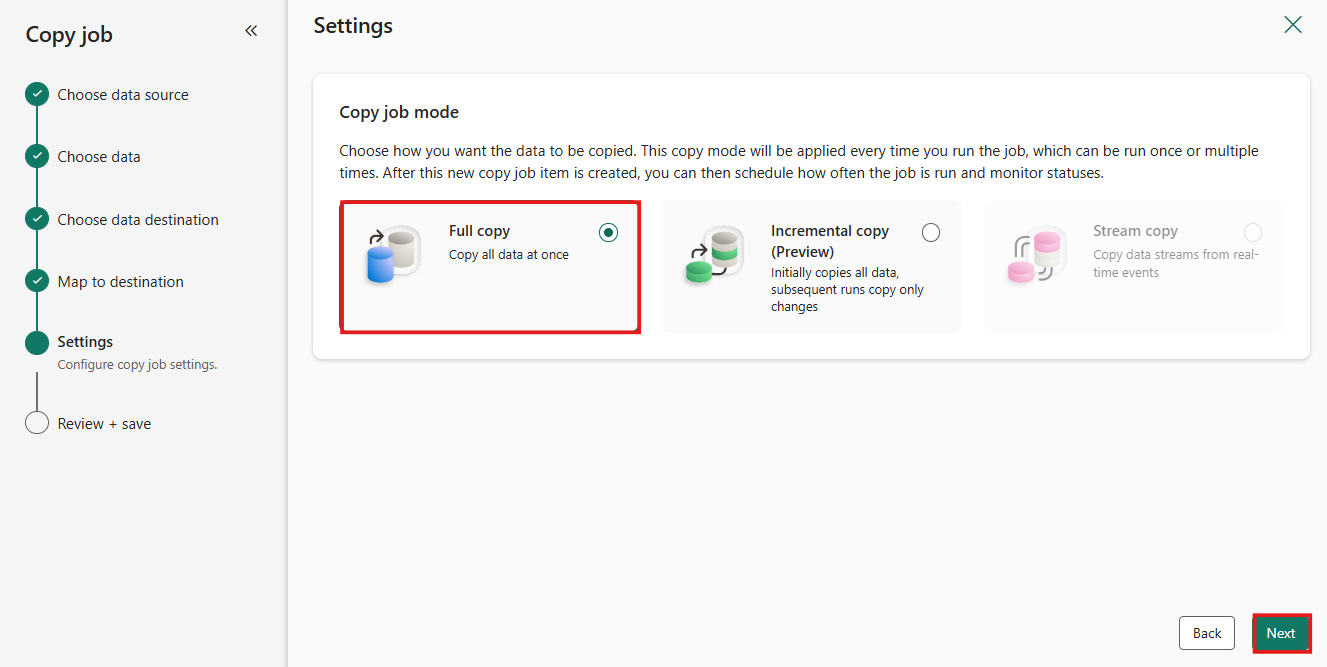 Copy job
Choose data source
Choose data
Choose data destination
Map to destination
Settings
Configure copy job settings.
Review + save
Settings
Copy job mode
Choose how you want the data to be copied. This copy mode will be applied every time you run the job, which can be run once or multiple
times. After this new copy job item is created, you can then schedule how often the job is run and monitor statuses.
Full copy
Copy all data at once
Incremental copy
(Preview)
Initially copies all data,
subsequent runs copy only
changes
Stream copy
Copy data streams from real-
time events
Back
Next